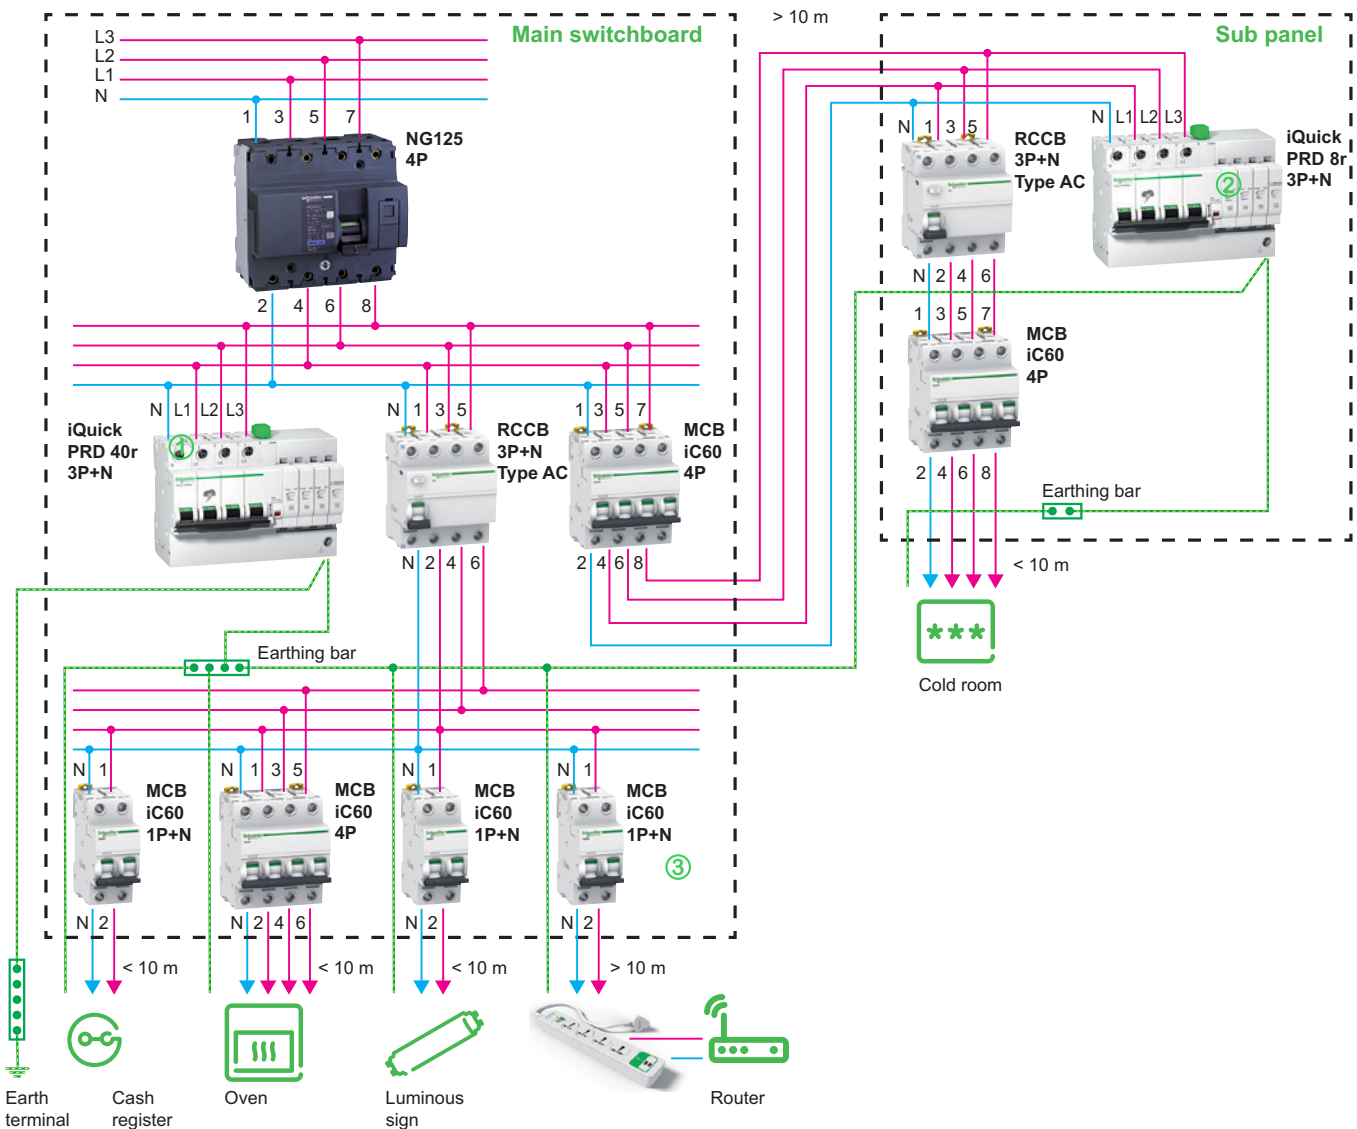 > 10 m
L3
L2
L1
N
Main switchboard
Sub panel
1 3 5 7
NG125
4P
N 1 3 5
RCCB
3P+N
Type AC
N L1 L2 L3
iQuick
PRD 8r
3P+N
2
2 4 6 8
N 2 4 6
1 3 5 7
MCB
iC60
4P
iQuick
PRD 40r
3P+N
N L1 L2 L3
1
N 1 3 5
RCCB
3P+N
Type AC
1 3 5 7
MCB
iC60
4P
2 4 6 8
Earthing bar
< 10 m
N 2 4 6
2 4 6 8
Cold room
Earthing bar
N 1
MCB
iC60
1P+N
N 1 3 5
MCB
iC60
4P
N 1
MCB
iC60
1P+N
N 1
MCB
iC60
1P+N
3
N 2
N 2 4 6
N 2
N 2
< 10 m
< 10 m
< 10 m
> 10 m
Earth
terminal
Cash
register
Oven
Luminous
sign
Router